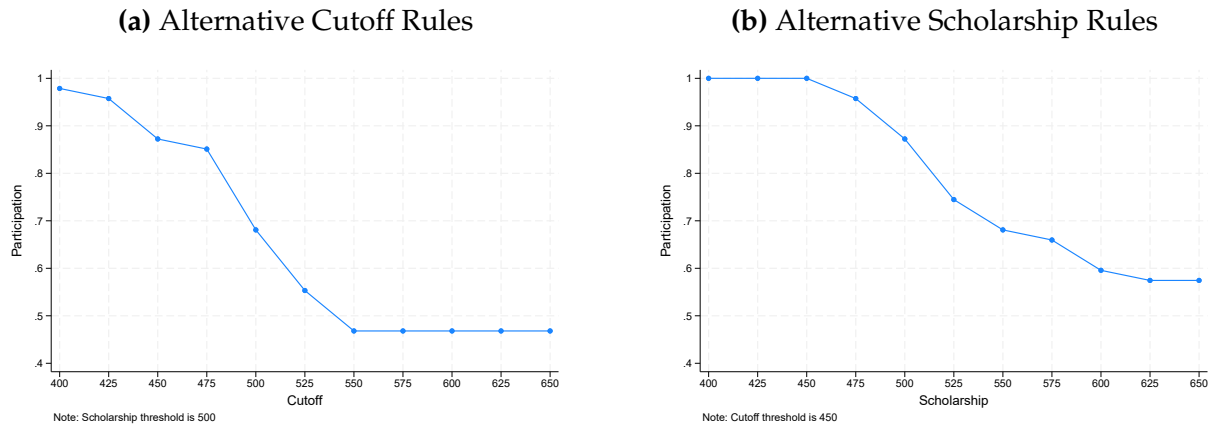 (a) Alternative Cutoff Rules
1
.9
.8
.7
.6
.5
.4
Participation
400 425 450 475 500 525 550 575 600 625 650
Cutoff
Note: Scholarship threshold is 500
(b) Alternative Scholarship Rules
1
.9
.8
.7
.6
.5
.4
Participation
400 425 450 475 500 525 550 575 600 625 650
Scholarship
Note: Cutoff threshold is 450